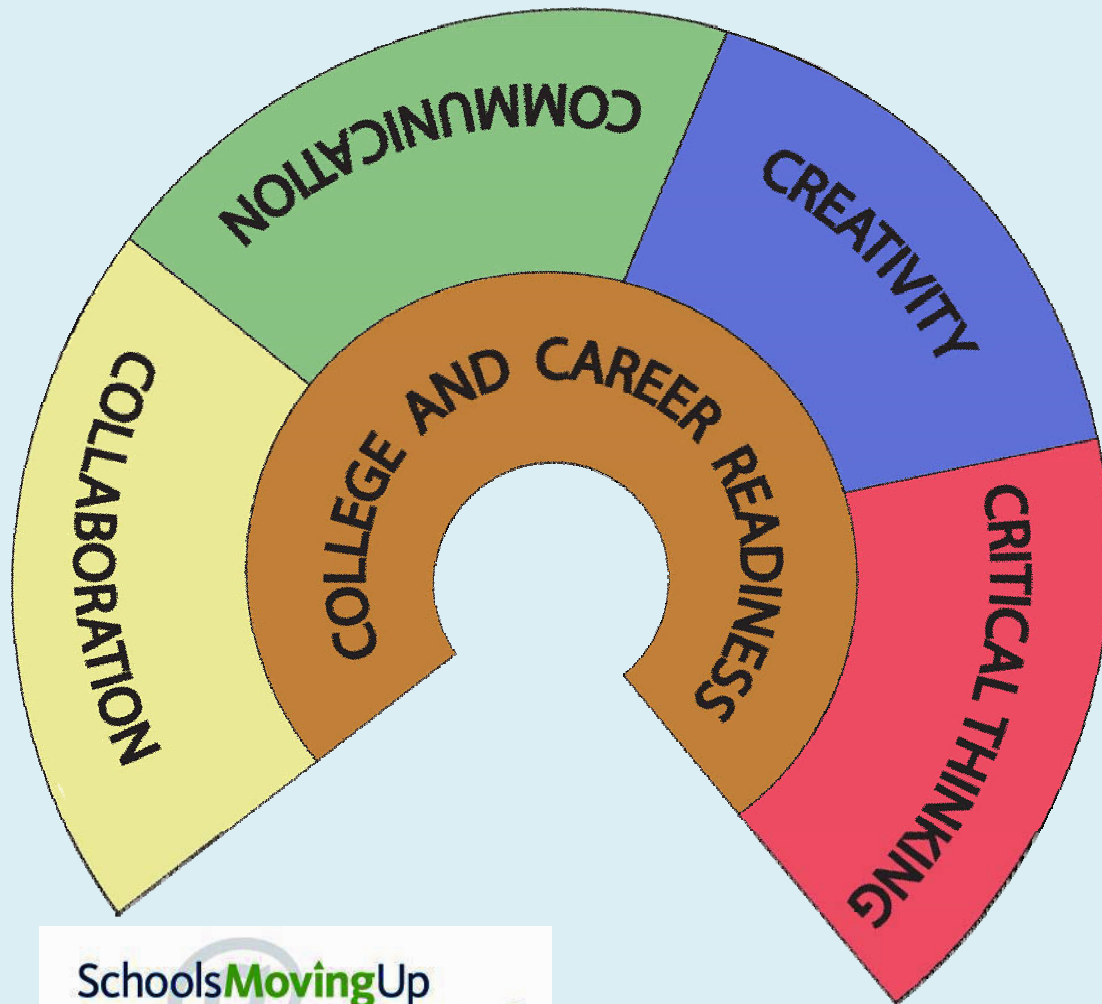 COLLABORATION
COMMUNICATION
CREATIVITY
CRITICAL THINKING
COLLEGE AND CAREER READINESS
SchoolsMovingUp